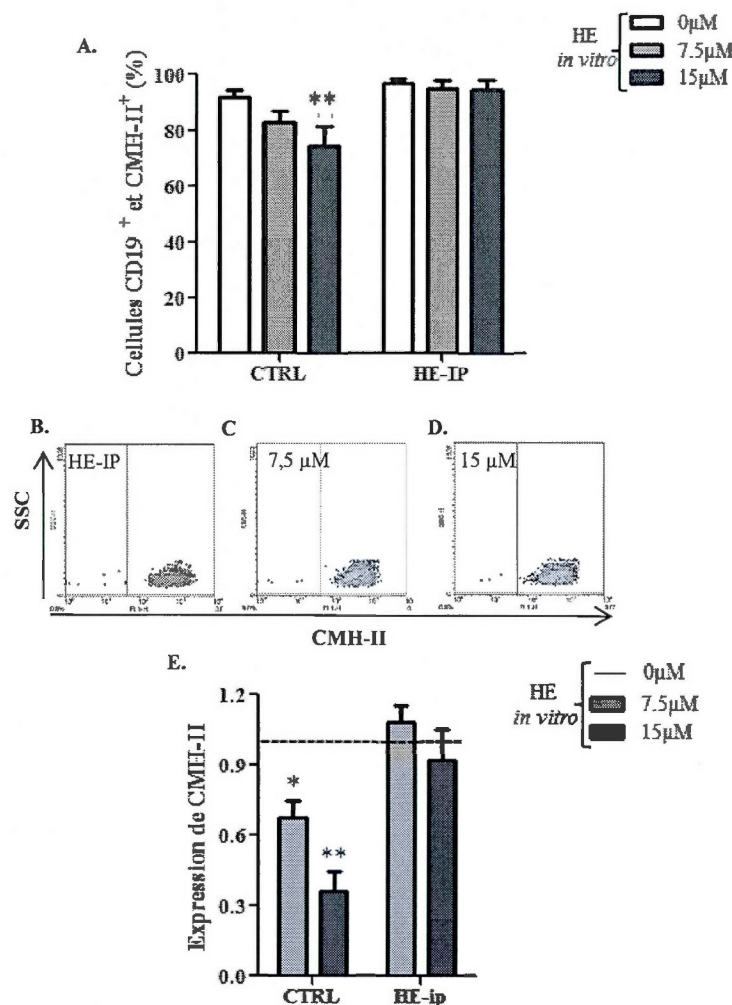 A.
HE
in vitro
0µM
7.5µM
15µM
Cellules CD19 + et CMH-II+ (%)
100
80
60
40
20
0
**
CTRL
HE-IP
B.
C
D.
HE-IP
7,5 µM
15 µM
SSC
CMH-II
E.
HE
in vitro
0µM
7.5µM
15µM
Expression de CMH-II
1.2
0.9
0.6
0.3
0.0
*
**
CTRL
HE-ip